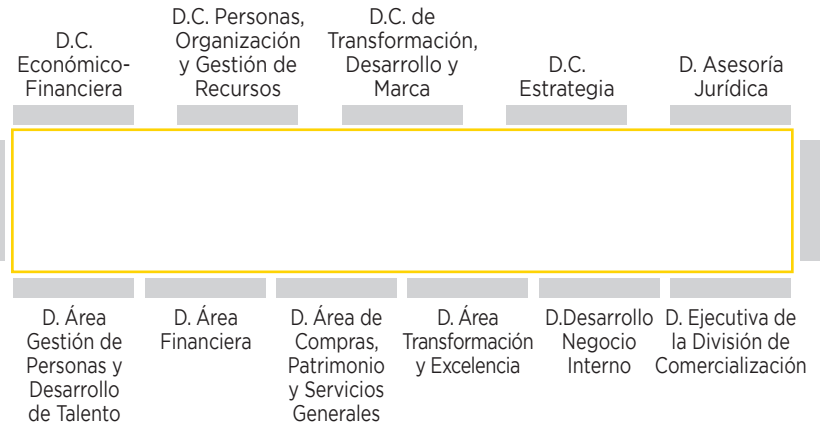 D.C.
Económico-
Financiera
D.C. Personas,
Organización
y Gestión de
Recursos
D.C. de
Transformación,
Desarrollo y
Marca
D.C.
Estrategia
D. Asesoría
Jurídica
D. Área
Gestión de
Personas y
Desarrollo
de Talento
D. Área
Financiera
D. Área de
Compras,
Patrimonio
y Servicios
Generales
D. Área
Transformación
y Excelencia
D.Desarrollo
Negocio
Interno
D. Ejecutiva de
la División de
Comercialización